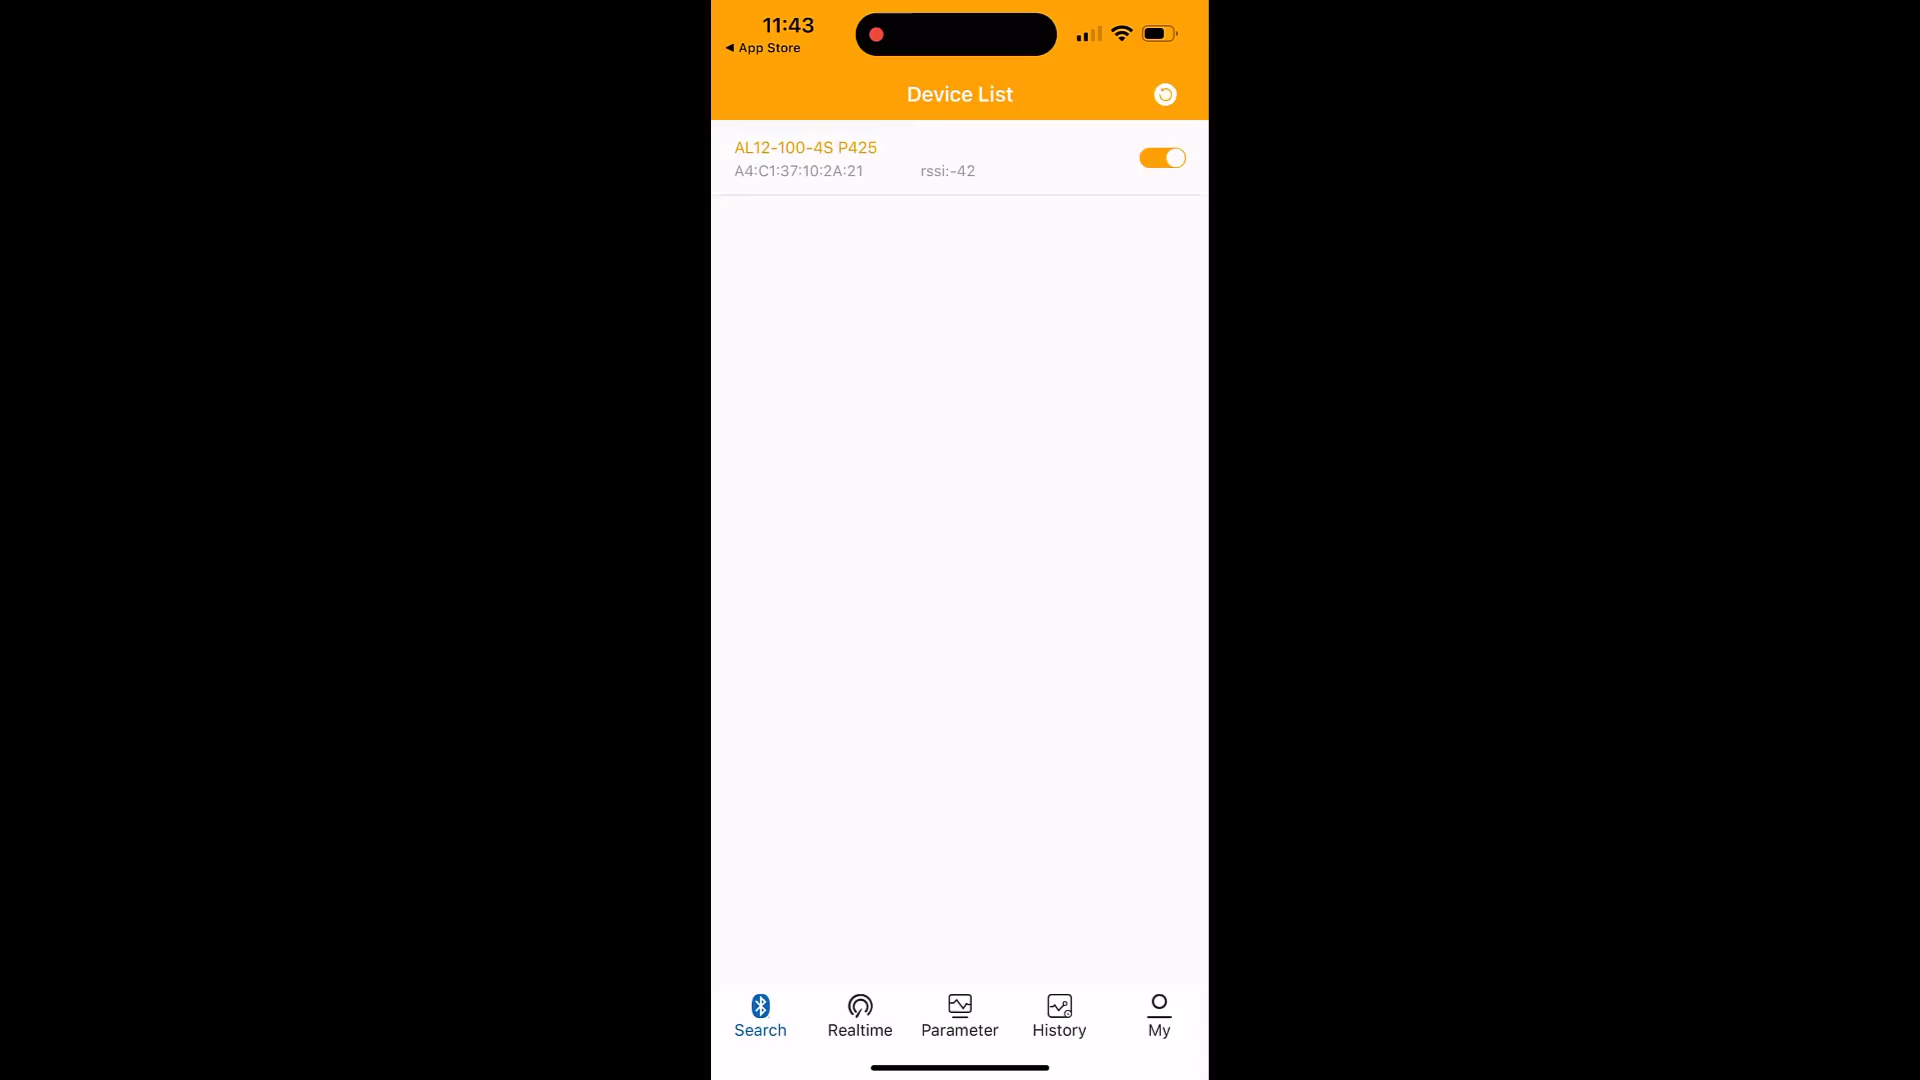 11:43
◀ App Store
Device List
AL12-100-4S P425
A4:C1:37:10:2A:21 rssi:-42
Search Realtime Parameter History My